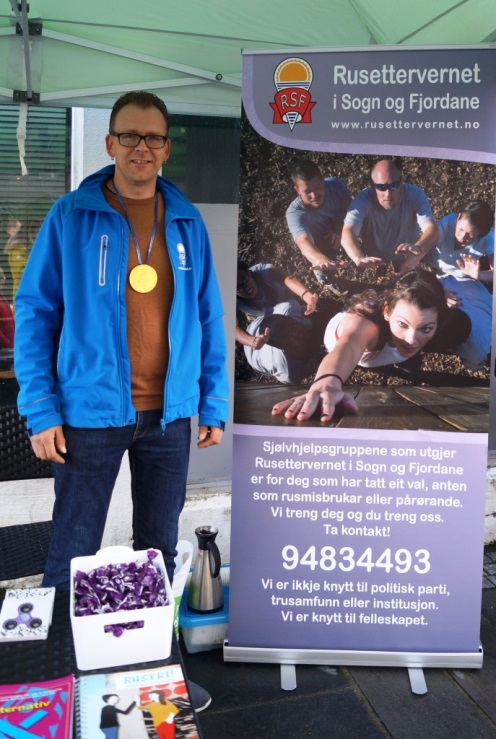 RSF
Rusettervernet
i Sogn og Fjordane
www.rusettervernet.no
Sjølvhjelpsgruppene som utgjer
Rusettervernet i Sogn og Fjordane
er for deg som har tatt eit val, anten
som rusmisbrukar eller pårørande.
Vi treng deg og du treng oss.
Ta kontakt!
94834493
Vi er ikkje knytt til politisk parti,
trusamfunn eller institusjon.
Vi er knytt til felleskapet.
RUSFRI!
ternativ